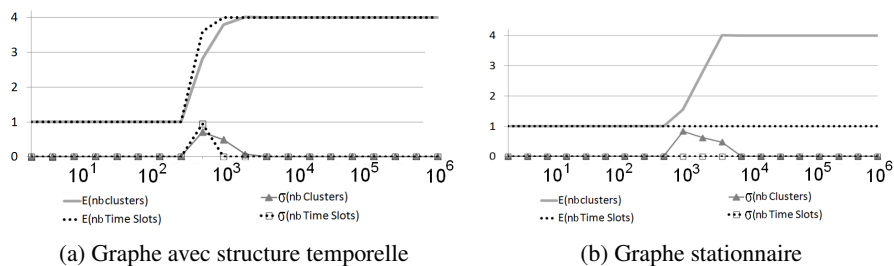 4
3
2
1
0
10^1
10^2
10^3
10^4
10^5
10^6
E(nb clusters)
σ(nb Clusters)
E(nb Time Slots)
σ(nb Time Slots)
(a) Graphe avec structure temporelle
4
3
2
1
0
10^1
10^2
10^3
10^4
10^5
10^6
E(nb clusters)
σ(nb Clusters)
E(nb Time Slots)
σ(nb Time Slots)
(b) Graphe stationnaire